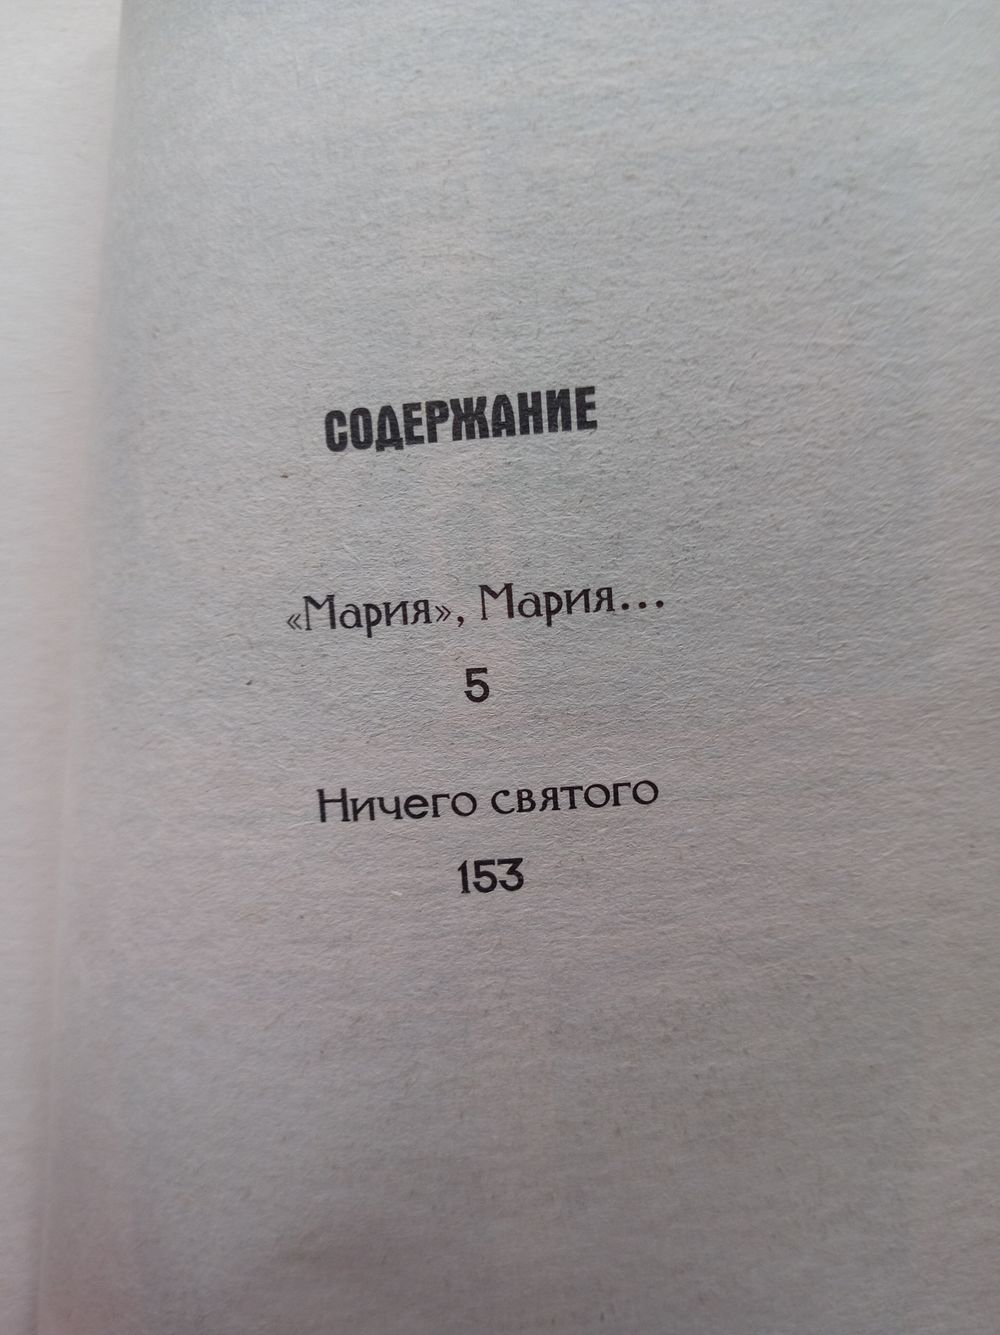 СОДЕРЖАНИЕ
«Мария», Мария...
5
Ничего святого
153